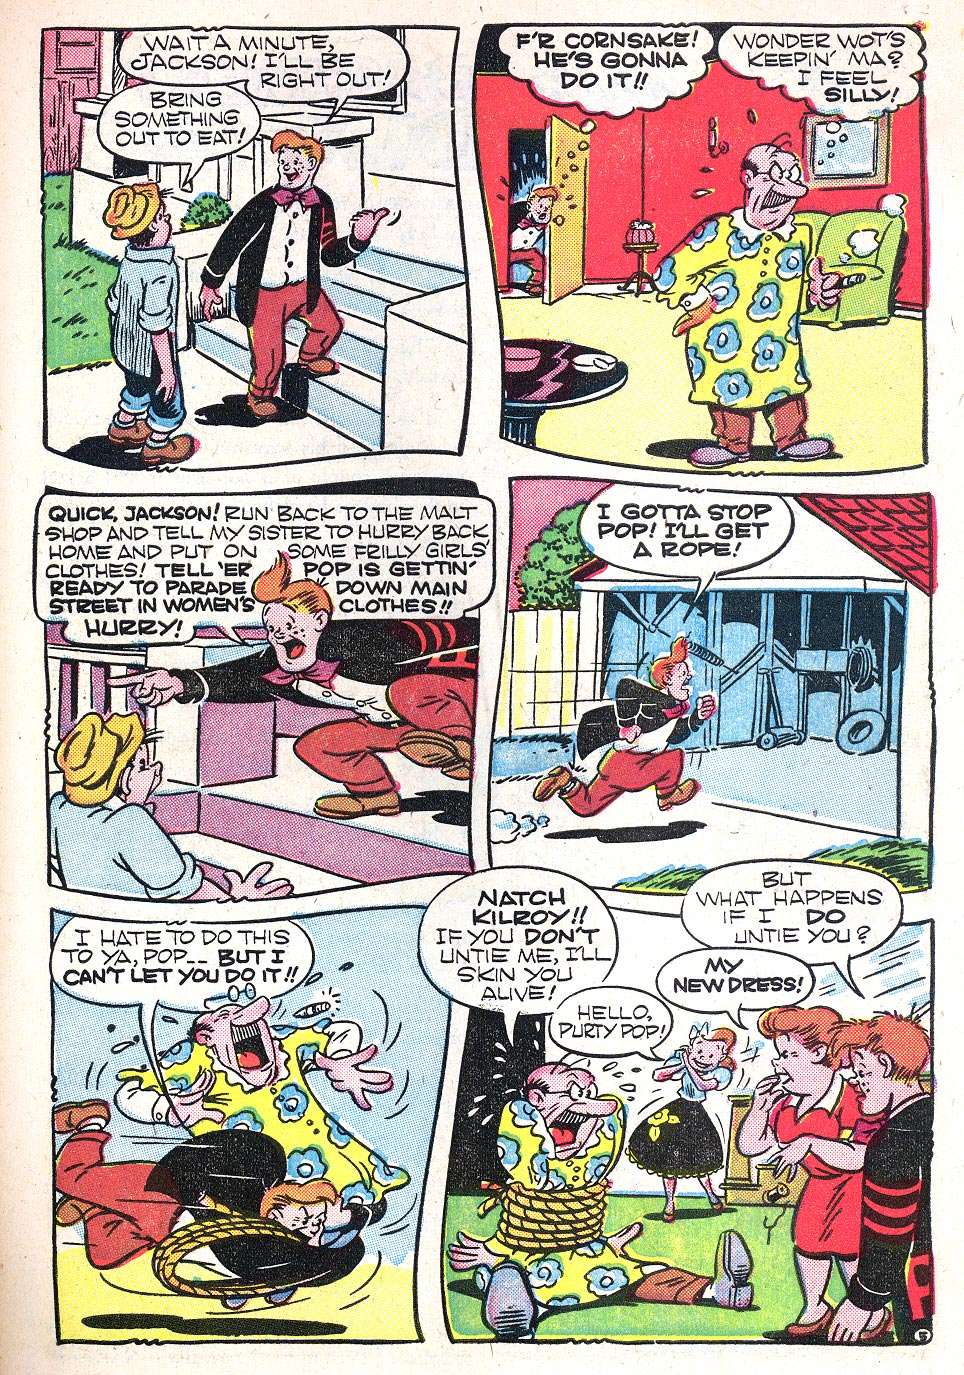 WAIT A MINUTE,
JACKSON! I'LL BE
RIGHT OUT!
BRING
SOMETHING
OUT TO EAT!
F'R CORNSAKE!
HE'S GONNA
DO IT!!
WONDER WOT'S
KEEPIN' MA?
I FEEL
SILLY!
QUICK, JACKSON! RUN BACK TO THE MALT
SHOP AND TELL MY SISTER TO HURRY BACK
HOME AND PUT ON SOME FRILLY GIRLS'
CLOTHES! TELL 'ER POP IS GETTIN'
READY TO PARADE DOWN MAIN
STREET IN WOMEN'S CLOTHES!!
HURRY!
I GOTTA STOP
POP! I'LL GET
A ROPE!
I HATE TO DO THIS
TO YA, POP-- BUT I
CAN'T LET YOU DO IT!!
NATCH
KILROY!!
IF YOU DON'T
UNTIE ME, I'LL
SKIN YOU
ALIVE!
HELLO,
PURTY POP!
MY
NEW DRESS!
BUT
WHAT HAPPENS
IF I DO
UNTIE YOU?